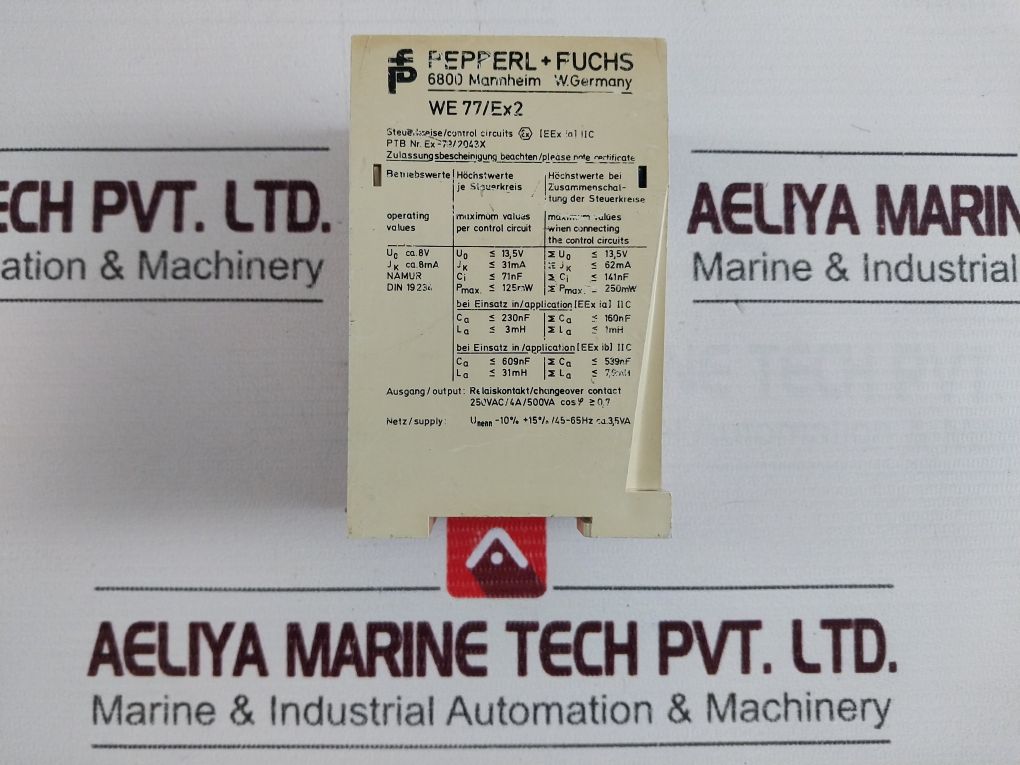 PEPPERL + FUCHS
6800 Mannheim W.Germany
WE 77/Ex2
Steuerkreise/control circuits Ex [EEx ia] IIC
PTB Nr. Ex-79/2043X
Zulassungsbescheinigung beachten/please note certificate
Betriebswerte
operating
values
U₀ ca.8V
Jₖ ca.8mA
NAMUR
DIN 19234
Höchstwerte
je Steuerkreis
maximum values
per control circuit
U₀ ≤ 13,5V
Jₖ ≤ 31mA
Cᵢ ≤ 71nF
Pmax. ≤ 125mW
Höchstwerte bei
Zusammenschal-
tung der Steuerkreise
maximum values
when connecting
the control circuits
Σ U₀ ≤ 13,5V
Σ Jₖ ≤ 62mA
Σ Cᵢ ≤ 141nF
Σ Pmax. ≤ 250mW
bei Einsatz in/application [EEx ia] IIC
Cₐ ≤ 230nF Σ Cₐ ≤ 160nF
Lₐ ≤ 3mH Σ Lₐ ≤ 1mH
bei Einsatz in/application [EEx ib] IIC
Cₐ ≤ 609nF Σ Cₐ ≤ 539nF
Lₐ ≤ 31mH Σ Lₐ ≤
Ausgang/output: Relaiskontakt/changeover contact
250VAC/4A/500VA cos φ ≥ 0,7
Netz/supply: Unenn -10% +15% /45-65Hz ca.3,5VA
ECH PVT. LTD.
ation & Machinery
AELIYA MARIN
Marine & Industrial
AELIYA MARINE TECH PVT. LTD.
Marine & Industrial Automation & Machinery